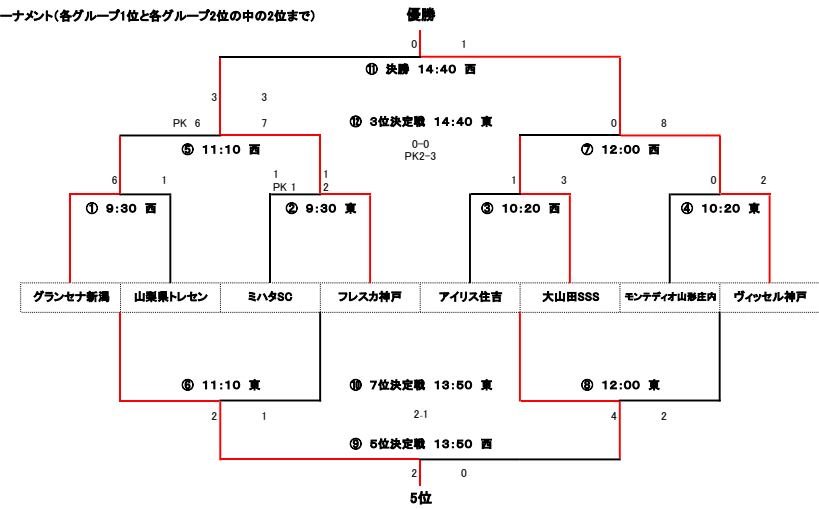 ーナメント(各グループ1位と各グループ2位の中の2位まで)
優勝
0 1
⑪ 決勝 14:40 西
3 3
PK 6 7
⑫ 3位決定戦 14:40 東
0 8
⑤ 11:10 西
0-0
PK2-3
⑦ 12:00 西
6 1
1 1
PK 1 2
1 3
0 2
① 9:30 西
② 9:30 東
③ 10:20 西
④ 10:20 東
グランセナ新潟 山梨県トレセン ミハタSC フレスカ神戸 アイリス住吉 大山田SSS モンテディオ山形庄内 ヴィッセル神戸
⑥ 11:10 東
⑩ 7位決定戦 13:50 東
⑧ 12:00 東
2 1
2-1
4 2
⑨ 5位決定戦 13:50 西
2 0
5位